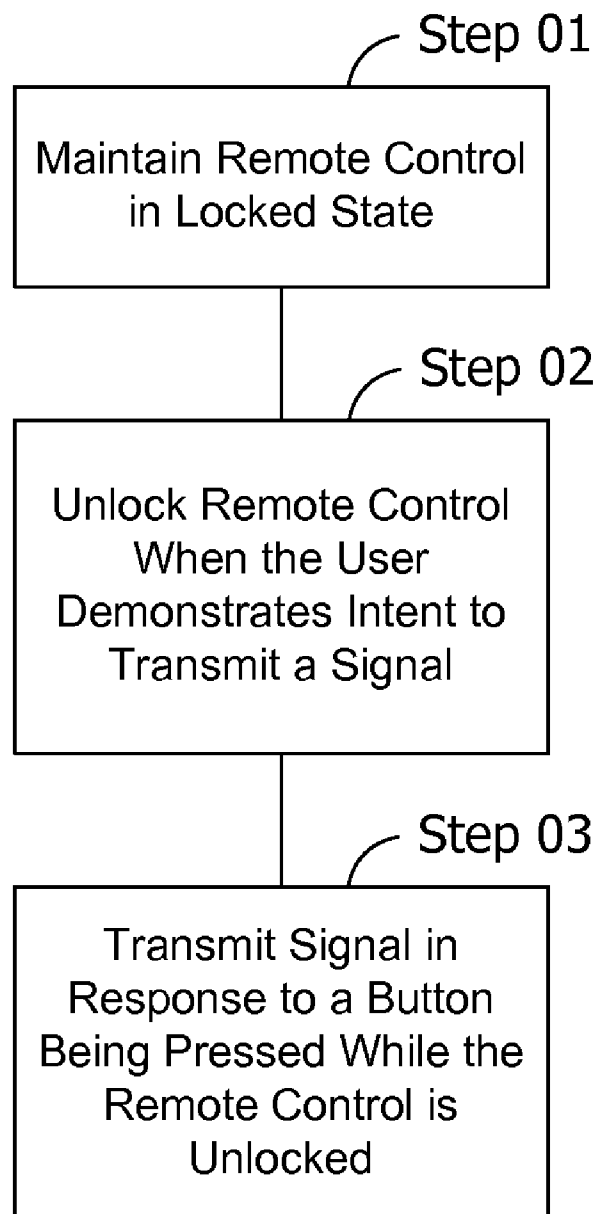 Step 01
Maintain Remote Control
in Locked State
Step 02
Unlock Remote Control
When the User
Demonstrates Intent to
Transmit a Signal
Step 03
Transmit Signal in
Response to a Button
Being Pressed While the
Remote Control is
Unlocked